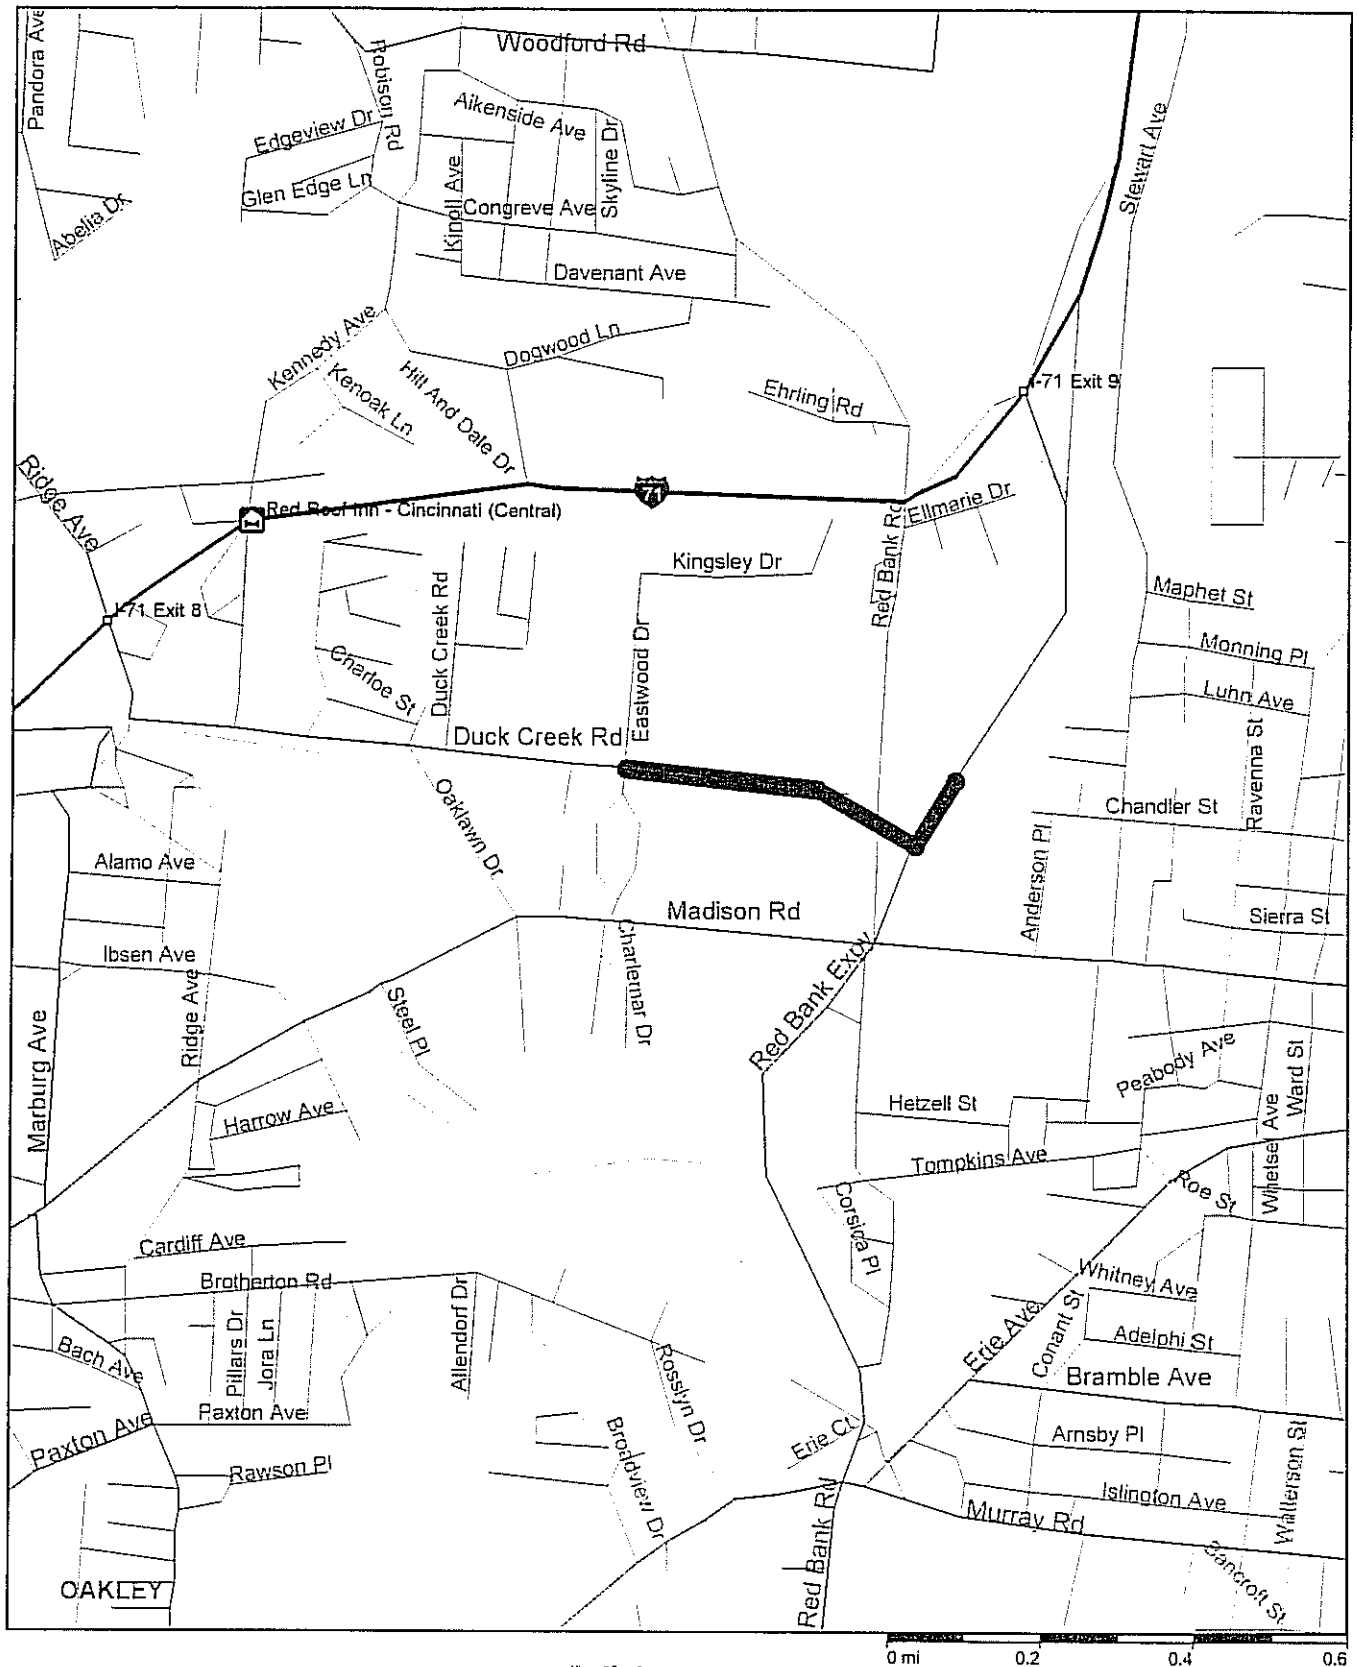 Pandora Ave
Robison Rd
Woodford Rd
Aikenside Ave
Skyline Dr
Edgeview Dr
Glen Edge Ln
Knoll Ave
Congreve Ave
Abelia Dr
Stewart Ave
Davenant Ave
Kennedy Ave
Dogwood Ln
Kenoak Ln
Hill And Dale Dr
Ehrling Rd
I-71 Exit 9
Ridge Ave
71
Red Roof Inn - Cincinnati (Central)
Ellmarie Dr
Red Bank Rd
Kingsley Dr
Duck Creek Rd
Maphet St
I-71 Exit 8
Eastwood Dr
Monning Pl
Charloe St
Luhn Ave
Duck Creek Rd
Ravenna St
Oaklawn Dr
Chandler St
Anderson Pl
Alamo Ave
Madison Rd
Sierra St
Ibsen Ave
Charlemar Dr
Ridge Ave
Steel Pl
Red Bank Expy
Marburg Ave
Peabody Ave
Ward St
Hetzell St
Harrow Ave
Whetsel Ave
Tompkins Ave
Roe St
Corsica Pl
Cardiff Ave
Brotherton Rd
Whitney Ave
Pillars Dr
Jora Ln
Allendorf Dr
Erie Ave
Conant St
Adelphi St
Bach Ave
Rosslyn Dr
Bramble Ave
Paxton Ave
Paxton Ave
Erie Ct
Arnsby Pl
Broadview Dr
Rawson Pl
Watterson St
Islington Ave
Murray Rd
Red Bank Rd
Bancroft St
OAKLEY
0 mi 0.2 0.4 0.6